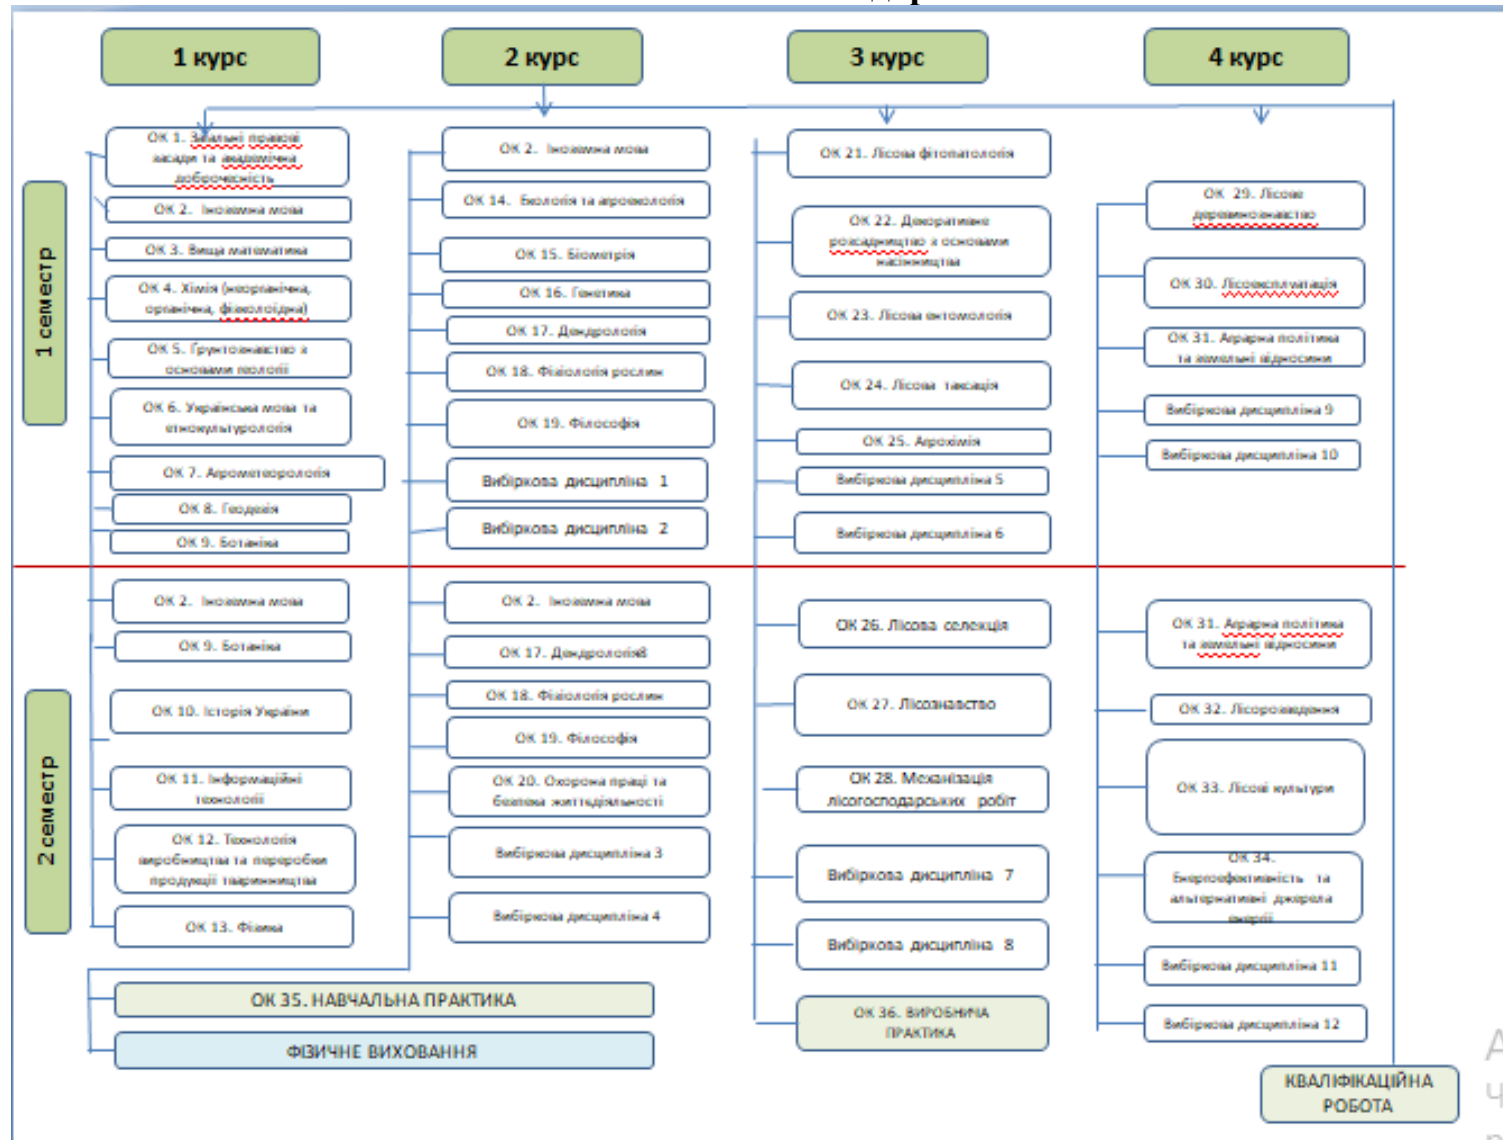 1 курс
2 курс
3 курс
4 курс
1 семестр
ОК 1. Загальні правові
засади та академічна
доброчесність
ОК 2. Іноземна мова
ОК 3. Вища математика
ОК 4. Хімія (неорганічна,
органічна, фізколоїдна)
ОК 5. Ґрунтознавство з
основами геології
ОК 6. Українська мова та
етнокультурологія
ОК 7. Агрометеорологія
ОК 8. Геодезія
ОК 9. Ботаніка
ОК 2. Іноземна мова
ОК 14. Екологія та агроекологія
ОК 15. Біометрія
ОК 16. Генетика
ОК 17. Дендрологія
ОК 18. Фізіологія рослин
ОК 19. Філософія
Вибіркова дисципліна 1
Вибіркова дисципліна 2
ОК 21. Лісова фітопатологія
ОК 22. Декоративне
розсадництво з основами
насінництва
ОК 23. Лісова ентомологія
ОК 24. Лісова таксація
ОК 25. Агрохімія
Вибіркова дисципліна 5
Вибіркова дисципліна 6
ОК 29. Лісове
деревинознавство
ОК 30. Лісоексплуатація
ОК 31. Аграрна політика
та земельні відносини
Вибіркова дисципліна 9
Вибіркова дисципліна 10
2 семестр
ОК 2. Іноземна мова
ОК 9. Ботаніка
ОК 10. Історія України
ОК 11. Інформаційні
технології
ОК 12. Технологія
виробництва та переробки
продукції тваринництва
ОК 13. Фізика
ОК 2. Іноземна мова
ОК 17. Дендрологія8
ОК 18. Фізіологія рослин
ОК 19. Філософія
ОК 20. Охорона праці та
безпека життєдіяльності
Вибіркова дисципліна 3
Вибіркова дисципліна 4
ОК 26. Лісова селекція
ОК 27. Лісознавство
ОК 28. Механізація
лісогосподарських робіт
Вибіркова дисципліна 7
Вибіркова дисципліна 8
ОК 36. ВИРОБНИЧА
ПРАКТИКА
ОК 31. Аграрна політика
та земельні відносини
ОК 32. Лісорозведення
ОК 33. Лісові культури
ОК 34.
Енергоефективність та
альтернативні джерела
енергії
Вибіркова дисципліна 11
Вибіркова дисципліна 12
ОК 35. НАВЧАЛЬНА ПРАКТИКА
ФІЗИЧНЕ ВИХОВАННЯ
КВАЛІФІКАЦІЙНА
РОБОТА